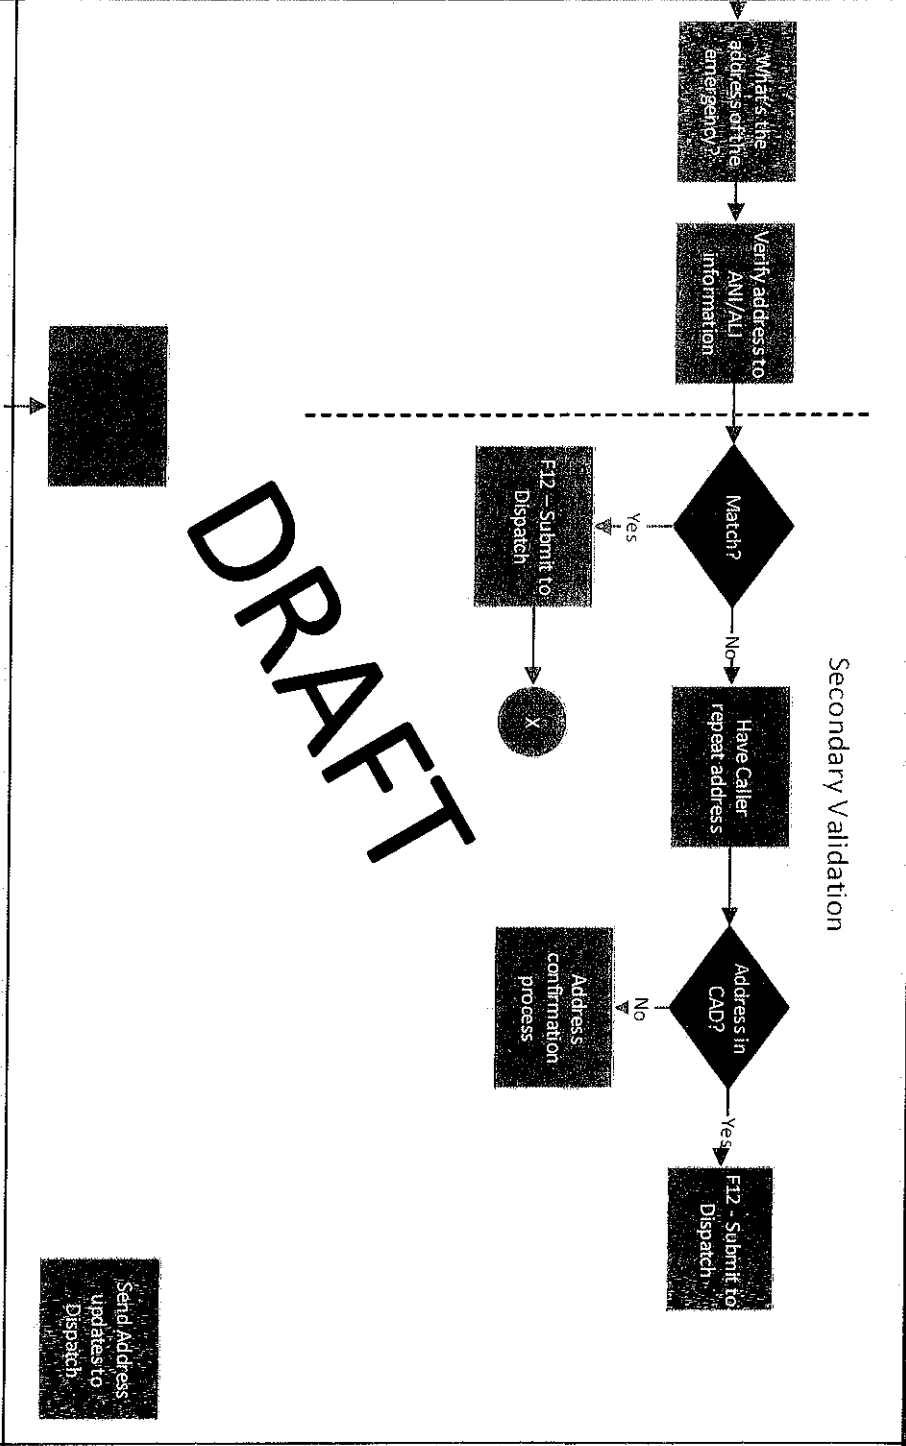 Secondary Validation
What's the
address of the
emergency?
Verify address to
ANI/ALI
information
Match?
No
Have Caller
repeat address
Address in
CAD?
Yes
F12 - Submit to
Dispatch
Yes
F12 – Submit to
Dispatch
X
No
Address
confirmation
process
DRAFT
Send Address
updates to
Dispatch